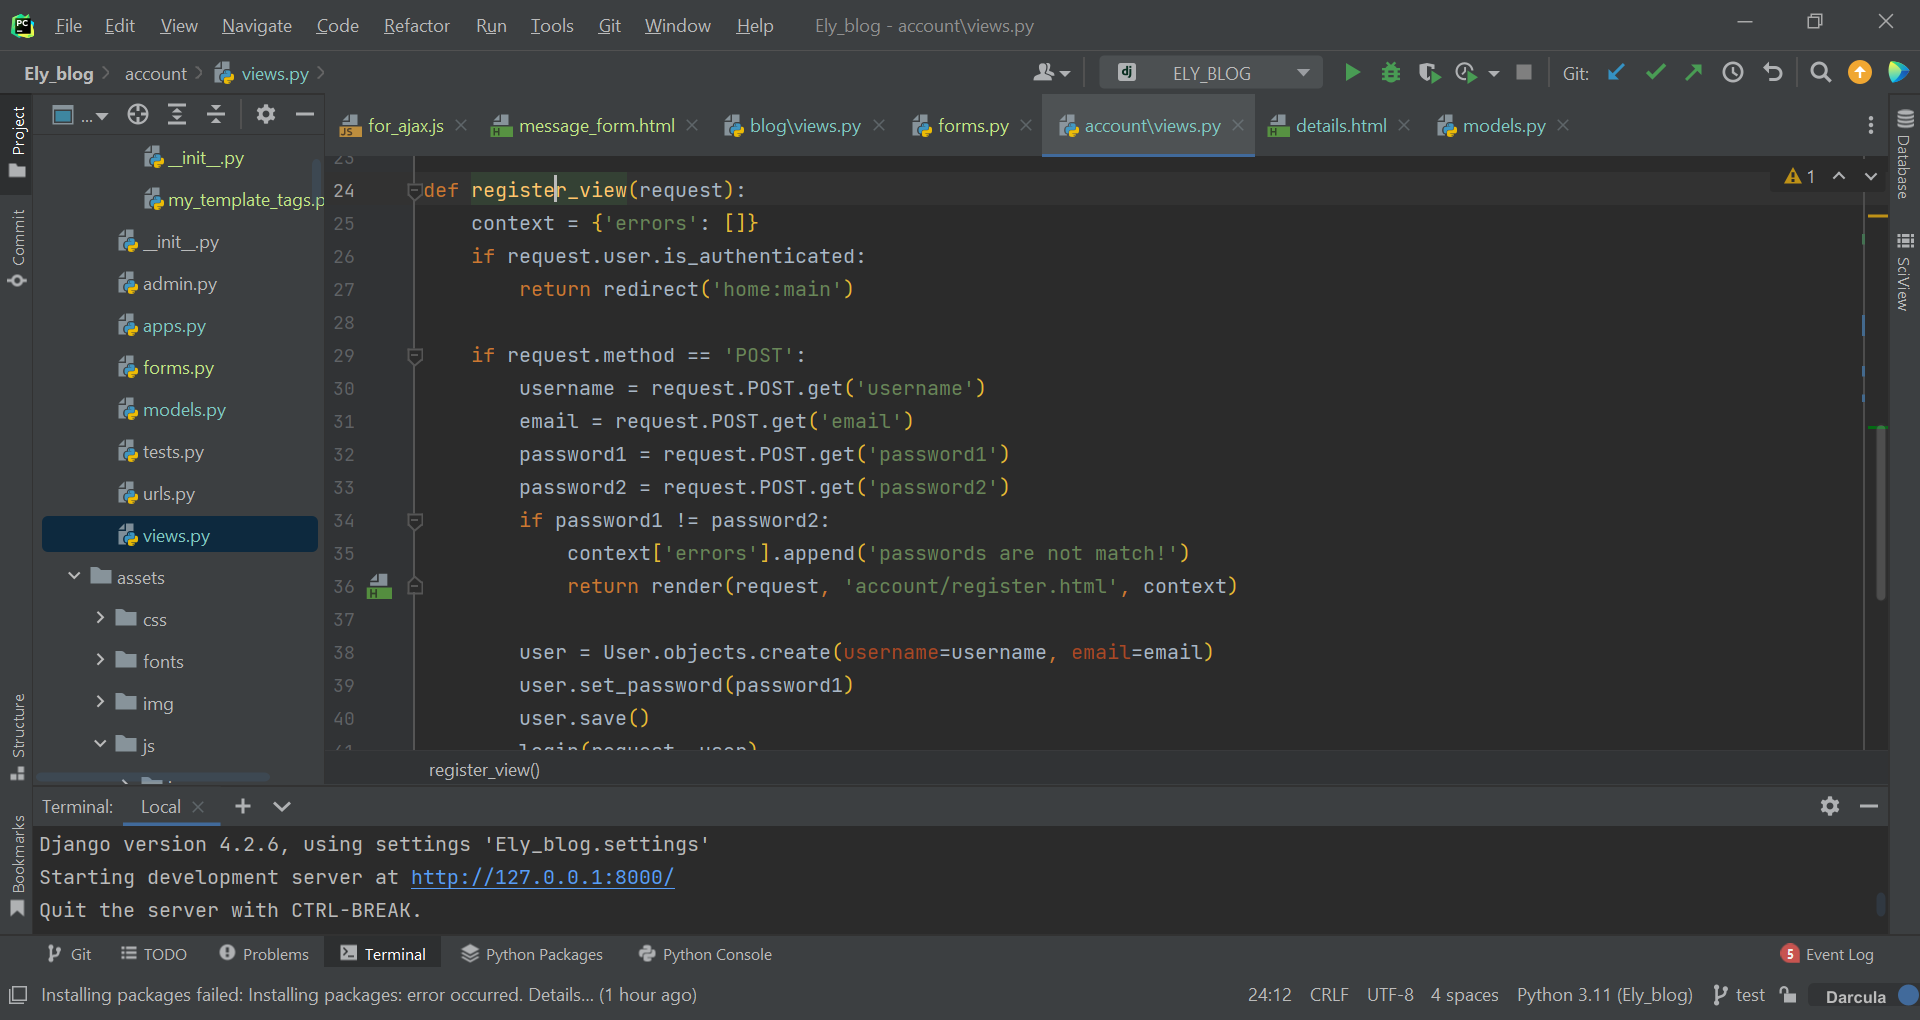 File Edit View Navigate Code Refactor Run Tools Git Window Help Ely_blog - account\views.py
Ely_blog account views.py
ELY_BLOG
Git:
Project
Commit
Structure
Bookmarks
__init__.py
my_template_tags.p
__init__.py
admin.py
apps.py
forms.py
models.py
tests.py
urls.py
views.py
assets
css
fonts
img
js
for_ajax.js message_form.html blog\views.py forms.py account\views.py details.html models.py
1
23
24 def register_view(request):
25 context = {'errors': []}
26 if request.user.is_authenticated:
27 return redirect('home:main')
28
29 if request.method == 'POST':
30 username = request.POST.get('username')
31 email = request.POST.get('email')
32 password1 = request.POST.get('password1')
33 password2 = request.POST.get('password2')
34 if password1 != password2:
35 context['errors'].append('passwords are not match!')
36 return render(request, 'account/register.html', context)
37
38 user = User.objects.create(username=username, email=email)
39 user.set_password(password1)
40 user.save()
41 login(request, user)
register_view()
Database
SciView
Terminal: Local
Django version 4.2.6, using settings 'Ely_blog.settings'
Starting development server at http://127.0.0.1:8000/
Quit the server with CTRL-BREAK.
Git TODO Problems Terminal Python Packages Python Console 5 Event Log
Installing packages failed: Installing packages: error occurred. Details... (1 hour ago) 24:12 CRLF UTF-8 4 spaces Python 3.11 (Ely_blog) test Darcula